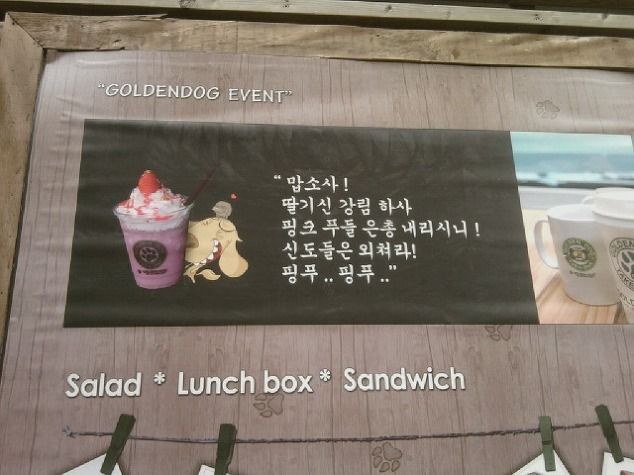 "GOLDENDOG EVENT"
“ 맙소사 !
딸기신 강림 하사
핑크 푸들 은총 내리시니 !
신도들은 외쳐라!
핑푸 .. 핑푸 ..”
Salad * Lunch box * Sandwich